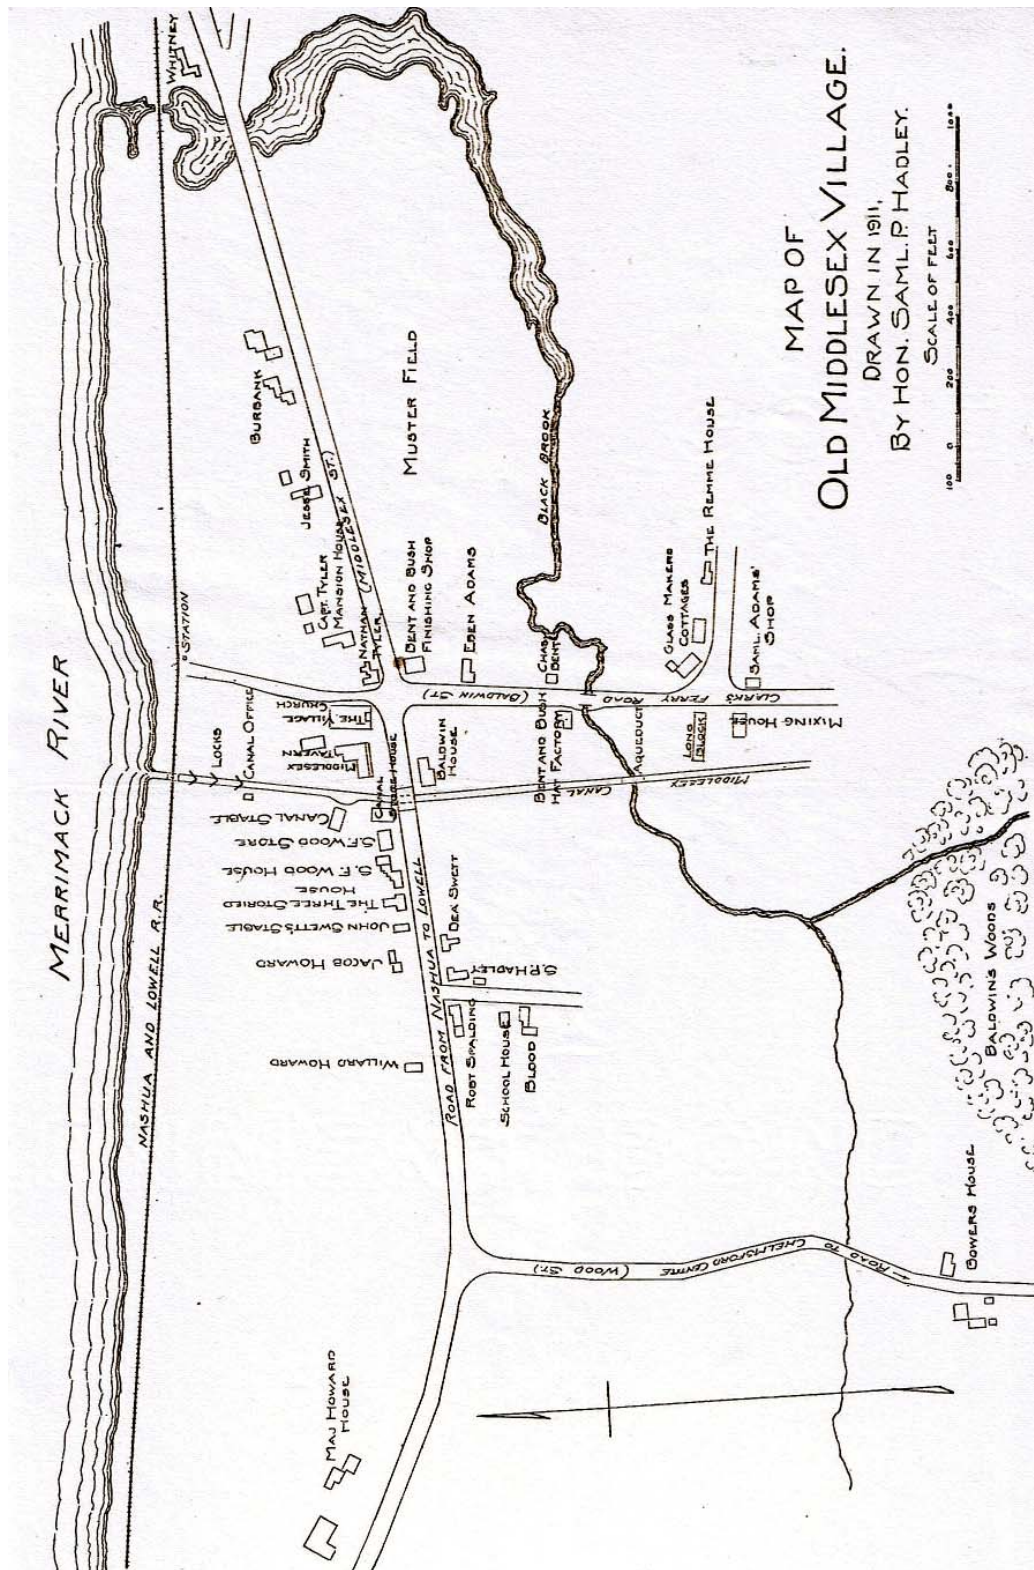 MAP OF
OLD MIDDLESEX VILLAGE.
DRAWN IN 1911,
BY HON. SAML. P. HADLEY.
SCALE OF FEET
100 0 200 400 600 800 1000
MERRIMACK RIVER
NASHUA AND LOWELL R.R.
WHITNEY
BURBANK
JESSE SMITH
(MIDDLESEX ST.)
MUSTER FIELD
CAPT. TYLER
MANSION HOUSE
NATHAN
TYLER
STATION
BENT AND BUSH
FINISHING SHOP
EBEN ADAMS
BLACK BROOK
CHAS
BENT
GLASS MAKERS
COTTAGES
THE REMME HOUSE
SAML. ADAMS'
SHOP
CLARK'S FERRY ROAD (BALDWIN ST.)
THE VILLAGE
CHURCH
MIDDLESEX
TAVERN
LOCKS
CANAL OFFICE
CANAL STABLE
CANAL
STORE HOUSE
BALDWIN
HOUSE
BENT AND BUSH
HAT FACTORY
AQUEDUCT
LONG
BLOCK
MIXING HOUSE
MIDDLESEX CANAL
S.F. WOOD STORE
S. F. WOOD HOUSE
THE THREE STORIED
HOUSE
JOHN SWETT'S STABLE
JACOB HOWARD
WILLARD HOWARD
ROAD FROM NASHUA TO LOWELL
DEA. SWETT
S.P. HADLEY
ROBT SPALDING
SCHOOL HOUSE
BLOOD
BALDWIN'S WOODS
BOWERS HOUSE
← ROAD TO CHELMSFORD CENTRE (WOOD ST.)
MAJ HOWARD
HOUSE